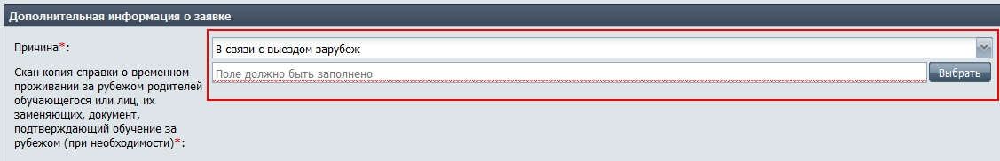 Дополнительная информация о заявке
Причина*:
В связи с выездом зарубеж
Скан копия справки о временном
проживании за рубежом родителей
обучающегося или лиц, их
заменяющих, документ,
подтверждающий обучение за
рубежом (при необходимости)*:
Поле должно быть заполнено
Выбрать